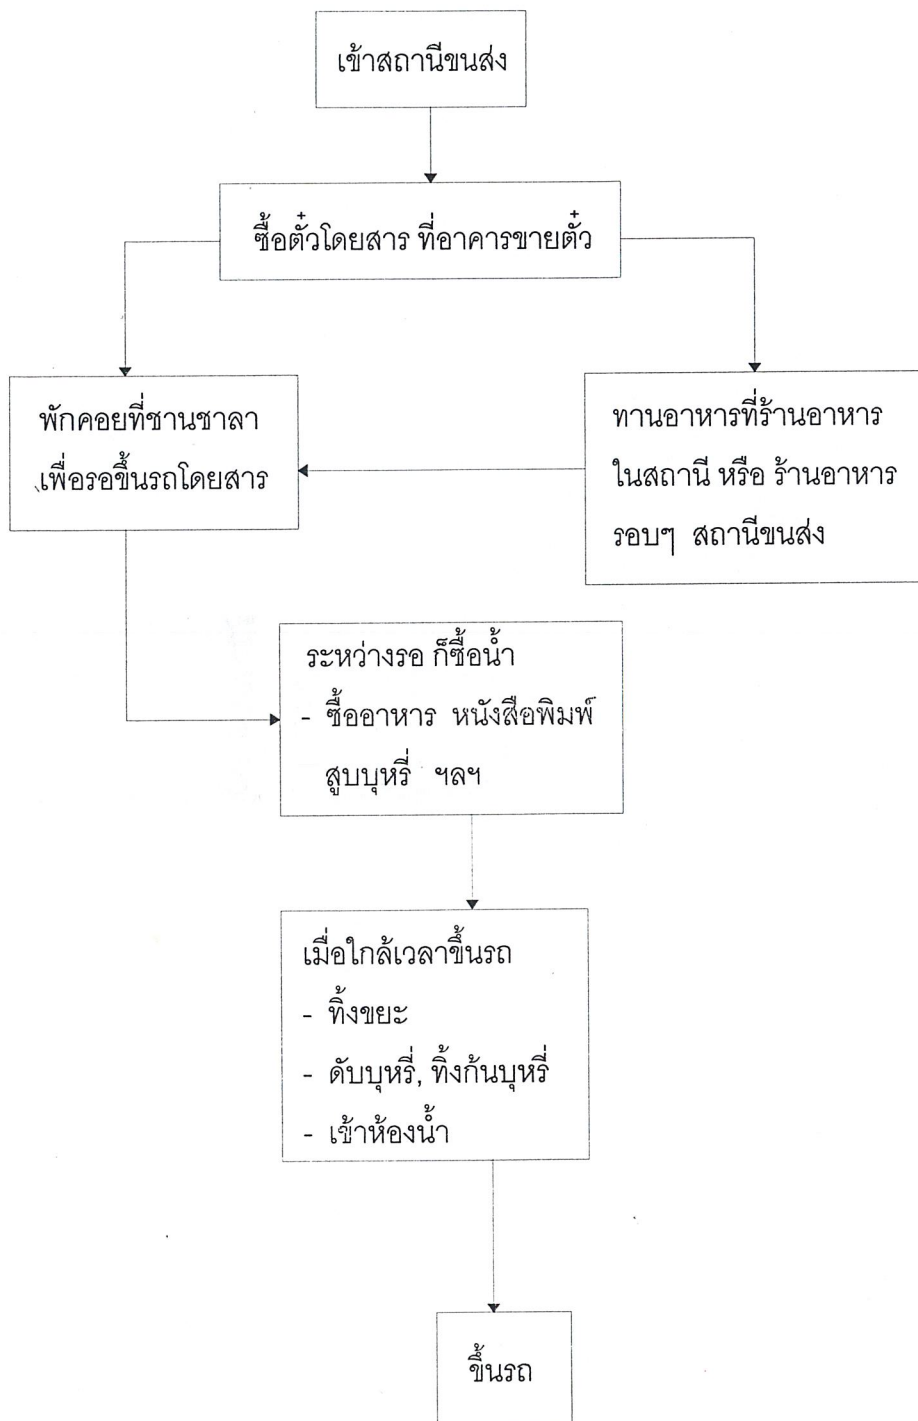 เข้าสถานีขนส่ง
ซื้อตั๋วโดยสาร ที่อาคารขายตั๋ว
พักคอยที่ชานชาลา
เพื่อรอขึ้นรถโดยสาร
ทานอาหารที่ร้านอาหาร
ในสถานี หรือ ร้านอาหาร
รอบๆ สถานีขนส่ง
ระหว่างรอ ก็ซื้อน้ำ
- ซื้ออาหาร หนังสือพิมพ์
สูบบุหรี่ ฯลฯ
เมื่อใกล้เวลาขึ้นรถ
- ทิ้งขยะ
- ดับบุหรี่, ทิ้งก้นบุหรี่
- เข้าห้องน้ำ
ขึ้นรถ